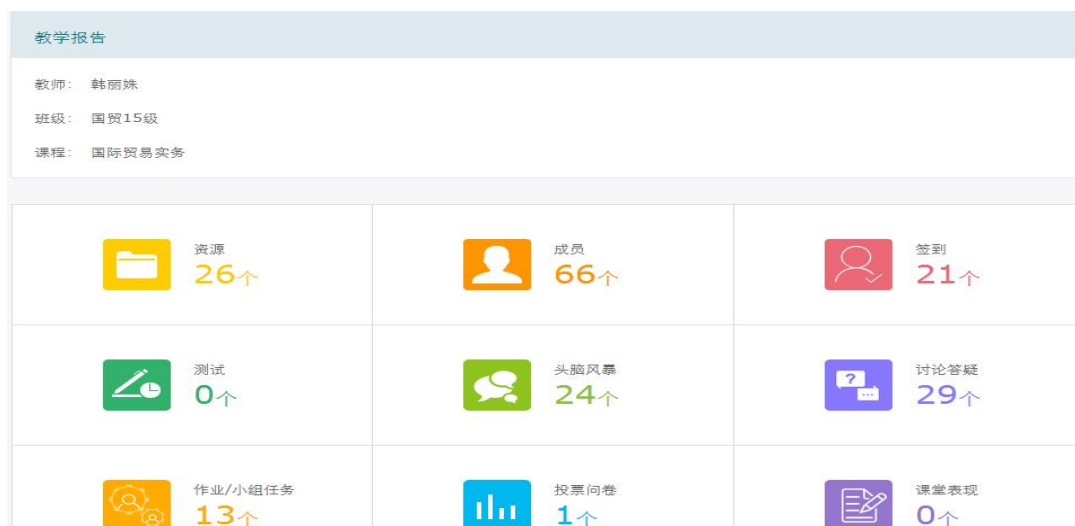 教学报告
教师: 韩丽姝
班级: 国贸15级
课程: 国际贸易实务
资源 成员 签到
26个 66个 21个
测试 头脑风暴 讨论答疑
0个 24个 29个
作业/小组任务 投票问卷 课堂表现
13个 1个 0个